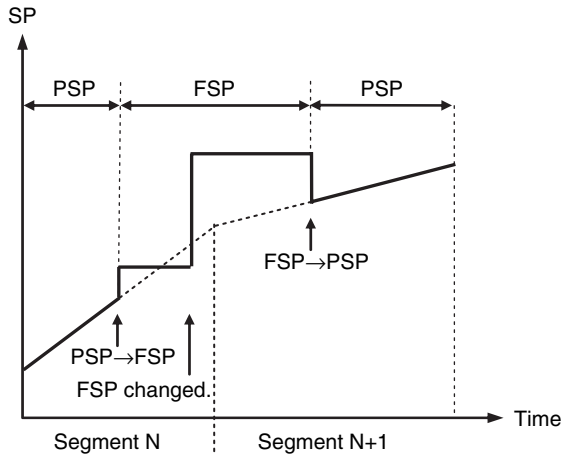 SP
PSP FSP PSP
FSP→PSP
PSP→FSP
FSP changed.
Time
Segment N Segment N+1